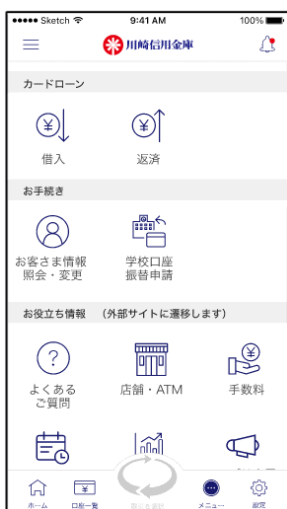 Sketch
9:41 AM
100%
川崎信用金庫
カードローン
借入
返済
お手続き
お客さま情報
照会・変更
学校口座
振替申請
お役立ち情報 (外部サイトに遷移します)
よくある
ご質問
店舗・ATM
手数料
ホーム
口座一覧
メニュー
設定